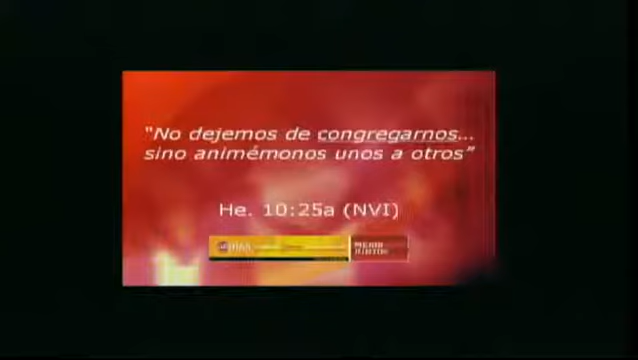 "No dejemos de congregarnos...
sino animémonos unos a otros"
He. 10:25a (NVI)